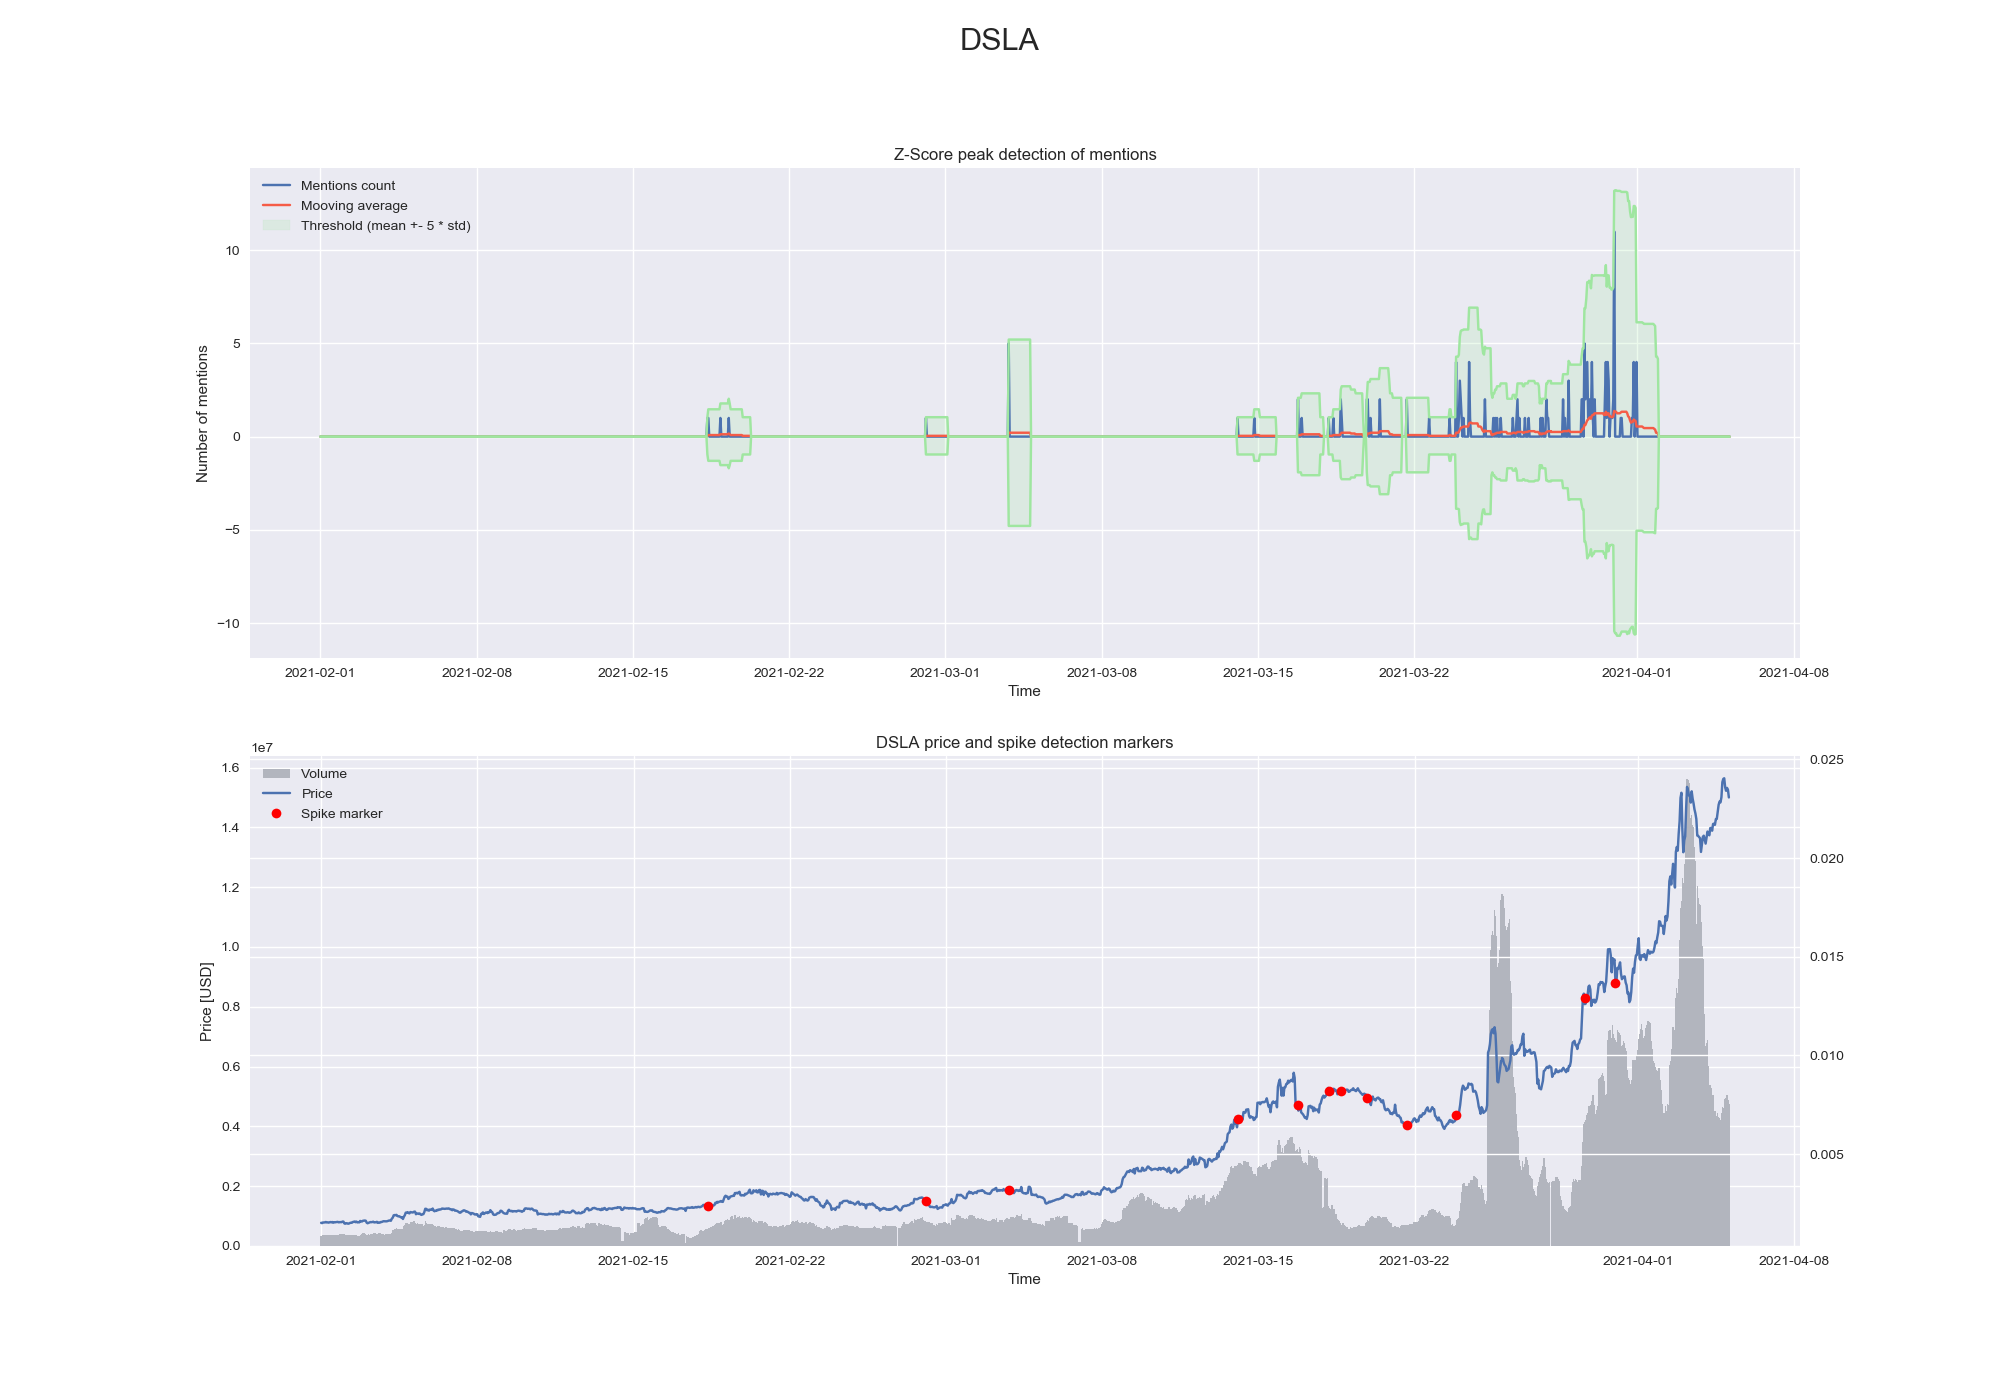 DSLA
Z-Score peak detection of mentions
Mentions count
Mooving average
Threshold (mean +- 5 * std)
Number of mentions
10
5
0
−5
−10
2021-02-01 2021-02-08 2021-02-15 2021-02-22 2021-03-01 2021-03-08 2021-03-15 2021-03-22 2021-04-01 2021-04-08
Time
DSLA price and spike detection markers
1e7
Volume
Price
Spike marker
Price [USD]
1.6
1.4
1.2
1.0
0.8
0.6
0.4
0.2
0.0
0.025
0.020
0.015
0.010
0.005
2021-02-01 2021-02-08 2021-02-15 2021-02-22 2021-03-01 2021-03-08 2021-03-15 2021-03-22 2021-04-01 2021-04-08
Time